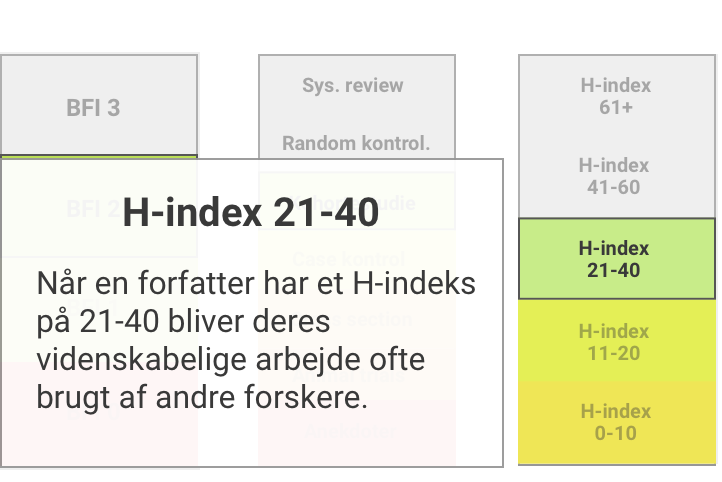 BFI 3
BFI 2
Sys. review
Random kontrol.
H-index 21-40
Når en forfatter har et H-indeks
på 21-40 bliver deres
videnskabelige arbejde ofte
brugt af andre forskere.
H-index
61+
H-index
41-60
H-index
21-40
H-index
11-20
H-index
0-10